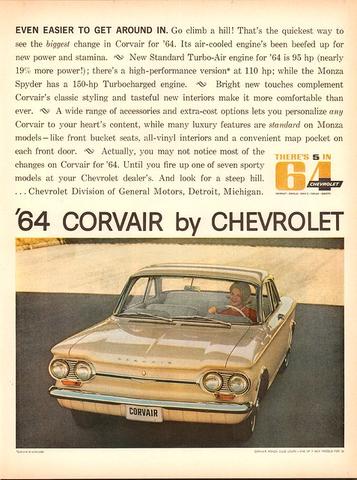 EVEN EASIER TO GET AROUND IN. Go climb a hill! That's the quickest way to
see the biggest change in Corvair for '64. Its air-cooled engine's been beefed up for
new power and stamina. New Standard Turbo-Air engine for '64 is 95 hp (nearly
19% more power!); there's a high-performance version* at 110 hp; while the Monza
Spyder has a 150-hp Turbocharged engine. Bright new touches complement
Corvair's classic styling and tasteful new interiors make it more comfortable than
ever. A wide range of accessories and extra-cost options lets you personalize any
Corvair to your heart's content, while many luxury features are standard on Monza
models—like front bucket seats, all-vinyl interiors and a convenient map pocket on
each front door. Actually, you may not notice most of the
changes on Corvair for '64. Until you fire up one of seven sporty
models at your Chevrolet dealer's. And look for a steep hill.
. . . Chevrolet Division of General Motors, Detroit, Michigan.
THERE'S 5 IN
64
CHEVROLET
'64 CORVAIR by CHEVROLET
CORVAIR
CORVAIR